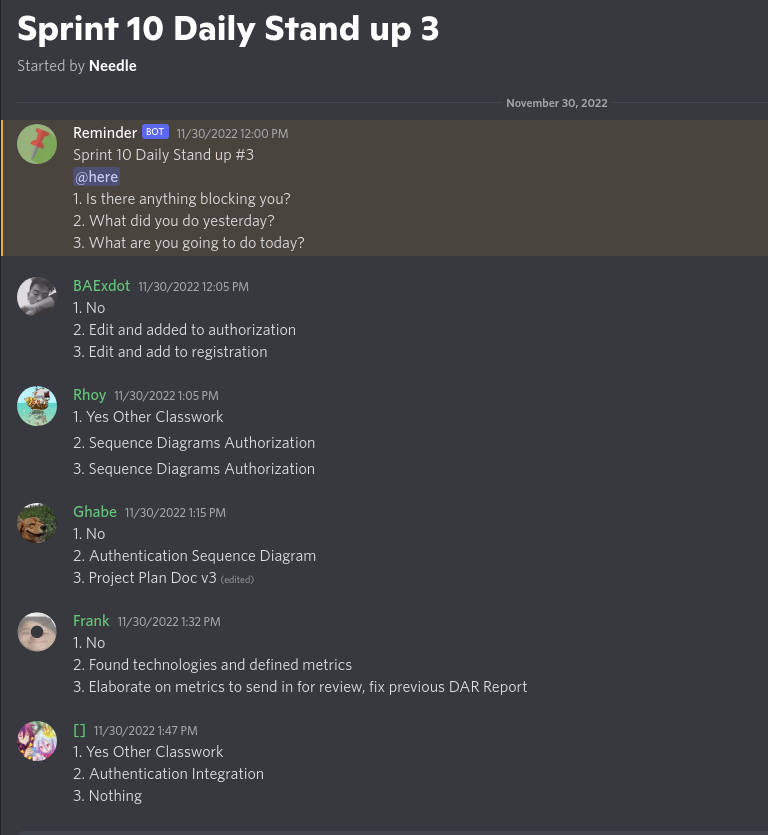 Sprint 10 Daily Stand up 3
Started by Needle
November 30, 2022
Reminder BOT 11/30/2022 12:00 PM
Sprint 10 Daily Stand up #3
@here
1. Is there anything blocking you?
2. What did you do yesterday?
3. What are you going to do today?
BAExdot 11/30/2022 12:05 PM
1. No
2. Edit and added to authorization
3. Edit and add to registration
Rhoy 11/30/2022 1:05 PM
1. Yes Other Classwork
2. Sequence Diagrams Authorization
3. Sequence Diagrams Authorization
Ghabe 11/30/2022 1:15 PM
1. No
2. Authentication Sequence Diagram
3. Project Plan Doc v3 (edited)
Frank 11/30/2022 1:32 PM
1. No
2. Found technologies and defined metrics
3. Elaborate on metrics to send in for review, fix previous DAR Report
[] 11/30/2022 1:47 PM
1. Yes Other Classwork
2. Authentication Integration
3. Nothing